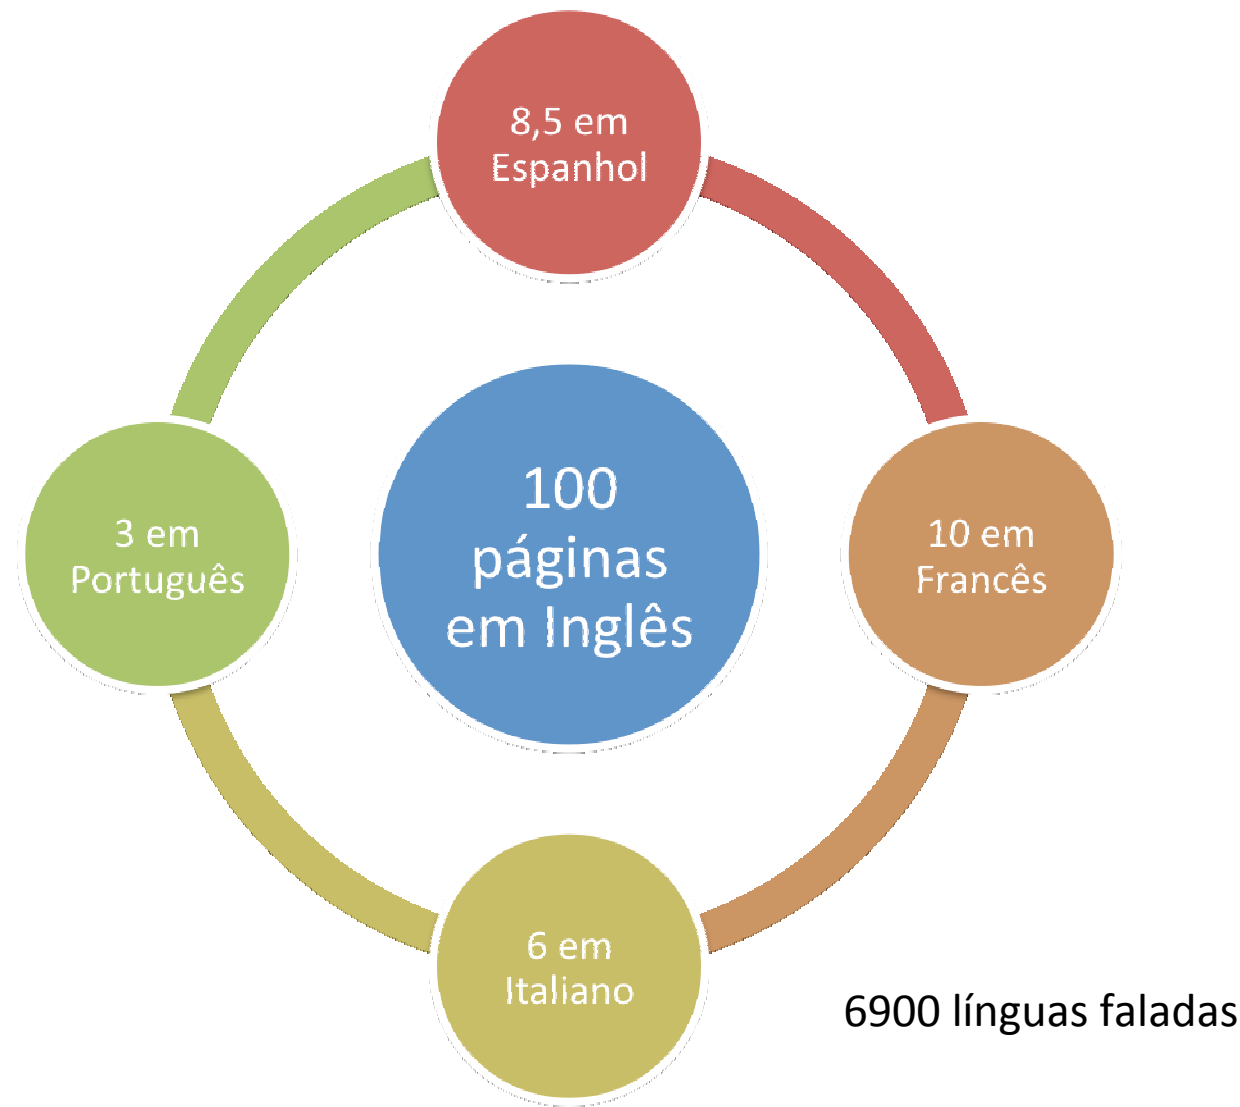 8,5 em
Espanhol
3 em
Português
100
páginas
em Inglês
10 em
Francês
6 em
Italiano
6900 línguas faladas